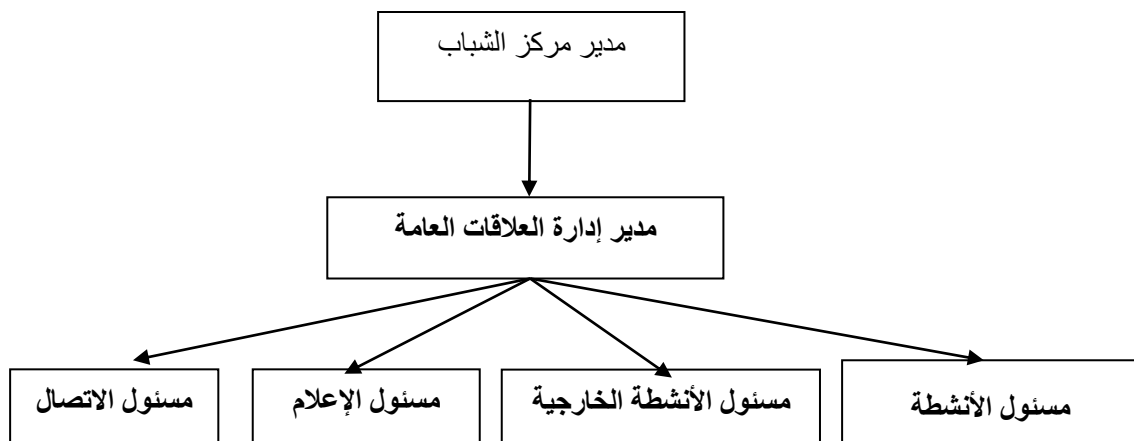 مدير مركز الشباب
مدير إدارة العلاقات العامة
مسئول الأنشطة
مسئول الأنشطة الخارجية
مسئول الإعلام
مسئول الاتصال